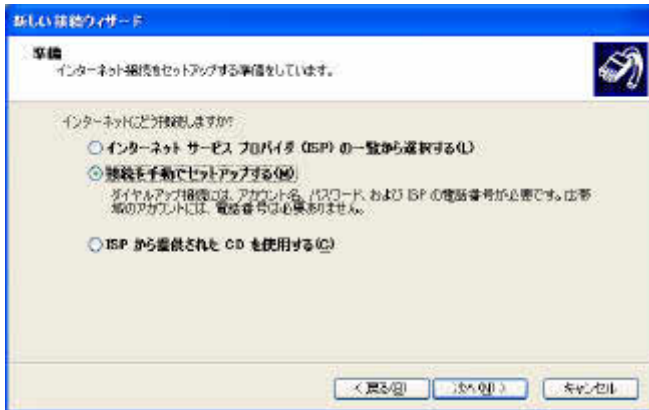 新しい接続ウィザード
準備
インターネット接続をセットアップする準備をしています。
インターネットにどう接続しますか?
インターネット サービス プロバイダ (ISP) の一覧から選択する(L)
接続を手動でセットアップする(M)
ダイヤルアップ接続には、アカウント名、パスワード、および ISP の電話番号が必要です。広帯
域のアカウントには、電話番号は必要ありません。
ISP から提供された CD を使用する(C)
< 戻る(B)
次へ(N) >
キャンセル